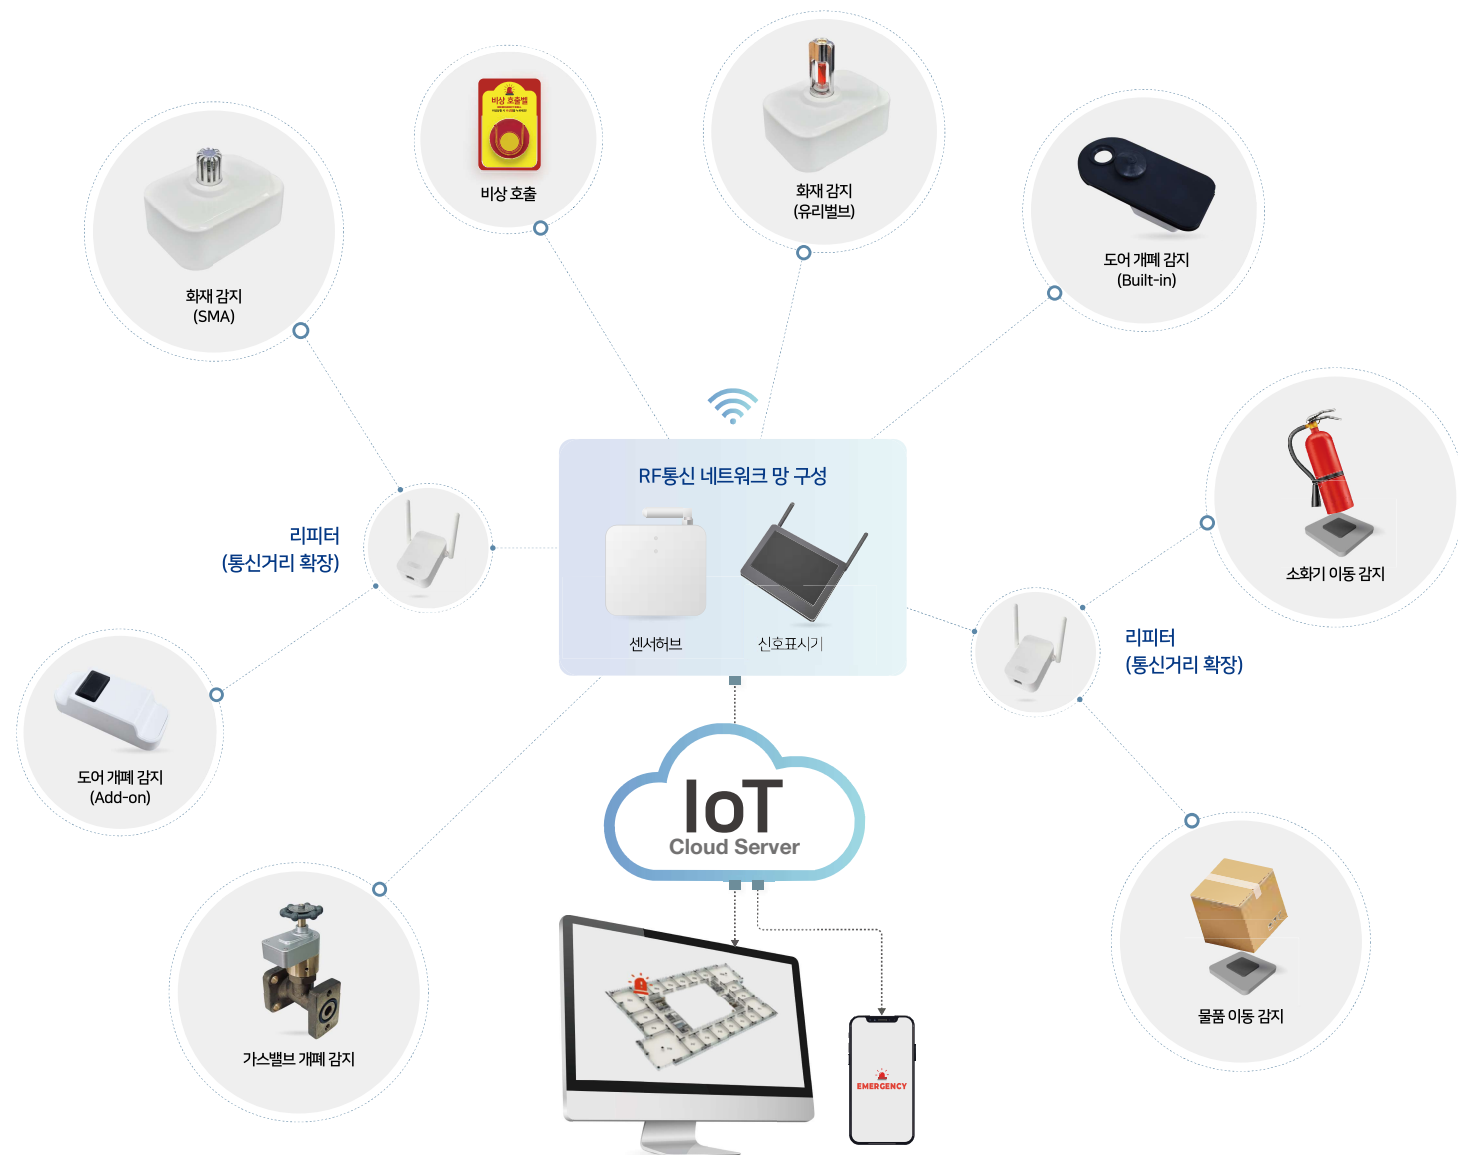 비상 호출벨
비상 호출
화재 감지
(유리벌브)
도어 개폐 감지
(Built-in)
화재 감지
(SMA)
RF통신 네트워크 망 구성
센서허브
신호표시기
리피터
(통신거리 확장)
소화기 이동 감지
리피터
(통신거리 확장)
도어 개폐 감지
(Add-on)
IoT
Cloud Server
가스밸브 개폐 감지
물품 이동 감지
EMERGENCY